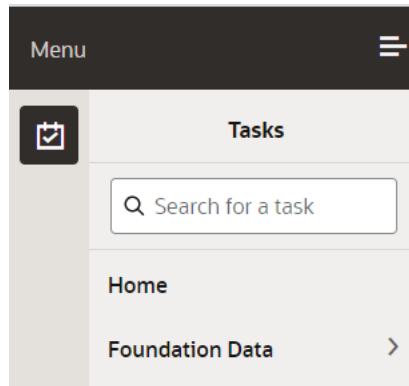 Menu
Tasks
Search for a task
Home
Foundation Data